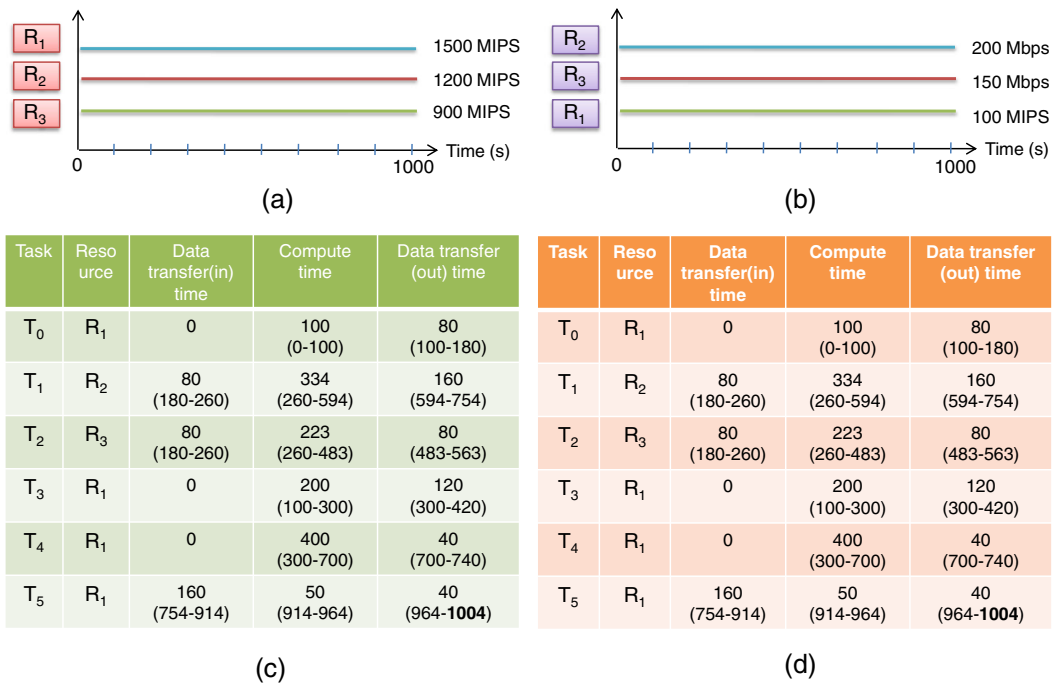 R1
R2
R3
1500 MIPS
1200 MIPS
900 MIPS
Time (s)
0
1000
(a)
R2
R3
R1
200 Mbps
150 Mbps
100 MIPS
Time (s)
0
1000
(b)
Task Reso Data Compute Data transfer
urce transfer(in) time (out) time
time
T0 R1 0 100 80
(0-100) (100-180)
T1 R2 80 334 160
(180-260) (260-594) (594-754)
T2 R3 80 223 80
(180-260) (260-483) (483-563)
T3 R1 0 200 120
(100-300) (300-420)
T4 R1 0 400 40
(300-700) (700-740)
T5 R1 160 50 40
(754-914) (914-964) (964-1004)
(c)
Task Reso Data Compute Data transfer
urce transfer(in) time (out) time
time
T0 R1 0 100 80
(0-100) (100-180)
T1 R2 80 334 160
(180-260) (260-594) (594-754)
T2 R3 80 223 80
(180-260) (260-483) (483-563)
T3 R1 0 200 120
(100-300) (300-420)
T4 R1 0 400 40
(300-700) (700-740)
T5 R1 160 50 40
(754-914) (914-964) (964-1004)
(d)